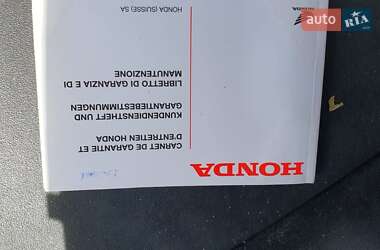 HONDA
CARNET DE GARANTIE ET
D'ENTRETIEN HONDA
KUNDENDIENSTHEFT UND
GARANTIEBESTIMMUNGEN
LIBRETTO DI GARANZIA E DI
MANUTENZIONE
HONDA (SUISSE) SA
HONDA
auto.RIA